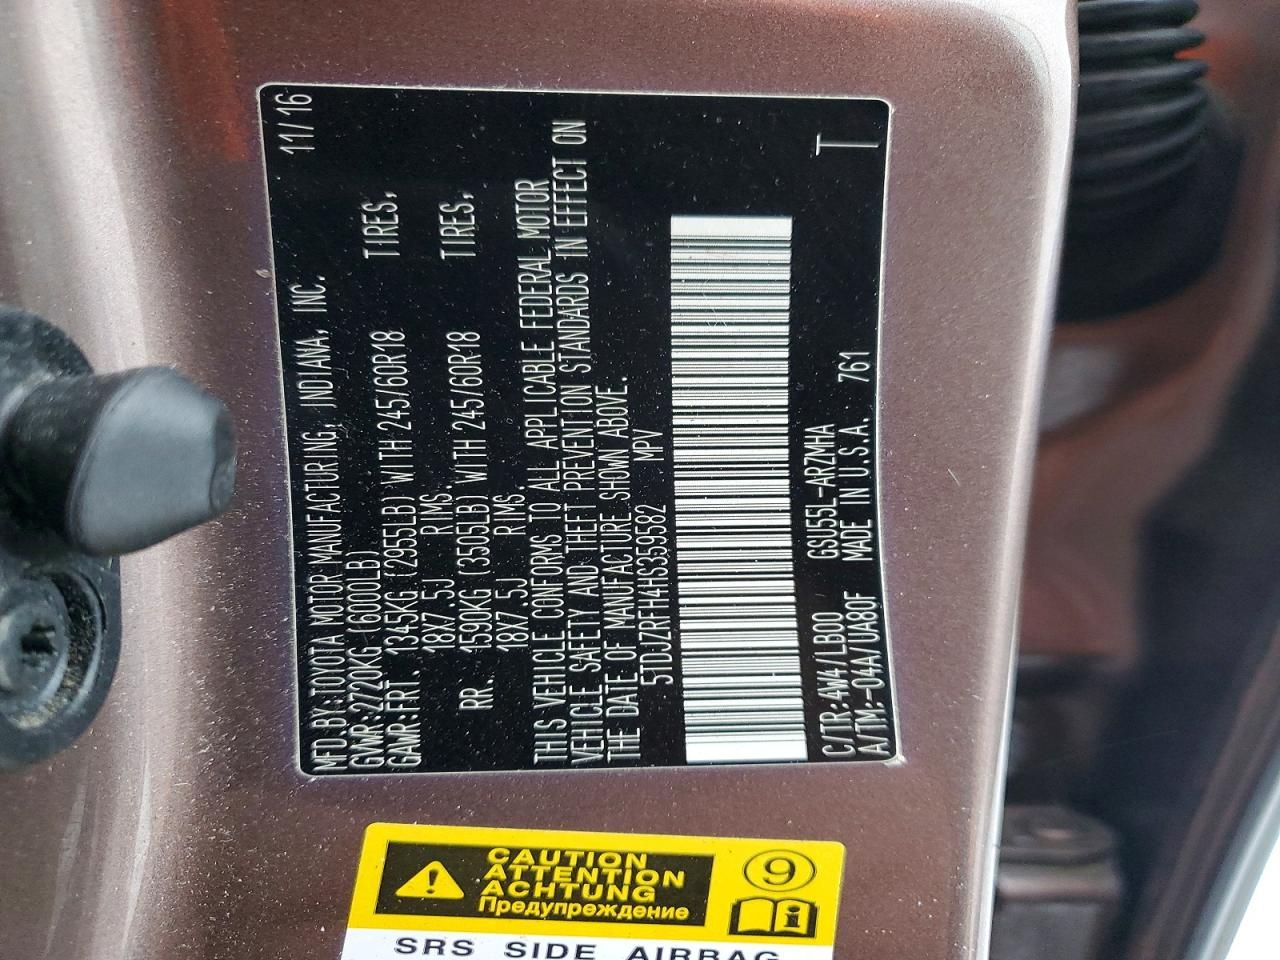 MFD.BY:TOYOTA MOTOR MANUFACTURING, INDIANA, INC. 11/16
GVWR:2720KG(6000LB)
GAWR:FRT. 1345KG(2955LB) WITH 245/60R18 TIRES,
18X7.5J RIMS.
RR. 1590KG(3505LB) WITH 245/60R18 TIRES,
18X7.5J RIMS.
THIS VEHICLE CONFORMS TO ALL APPLICABLE FEDERAL MOTOR
VEHICLE SAFETY AND THEFT PREVENTION STANDARDS IN EFFECT ON
THE DATE OF MANUFACTURE SHOWN ABOVE.
5TDJZRFH4HS359582 MPV
C/TR:4W4/LB00 GSU55L-ARZMHA
A/TM:-04A/UA80F MADE IN U.S.A. 761
T
CAUTION
ATTENTION
ACHTUNG
Предупреждение
9
i
SRS SIDE AIRBAG